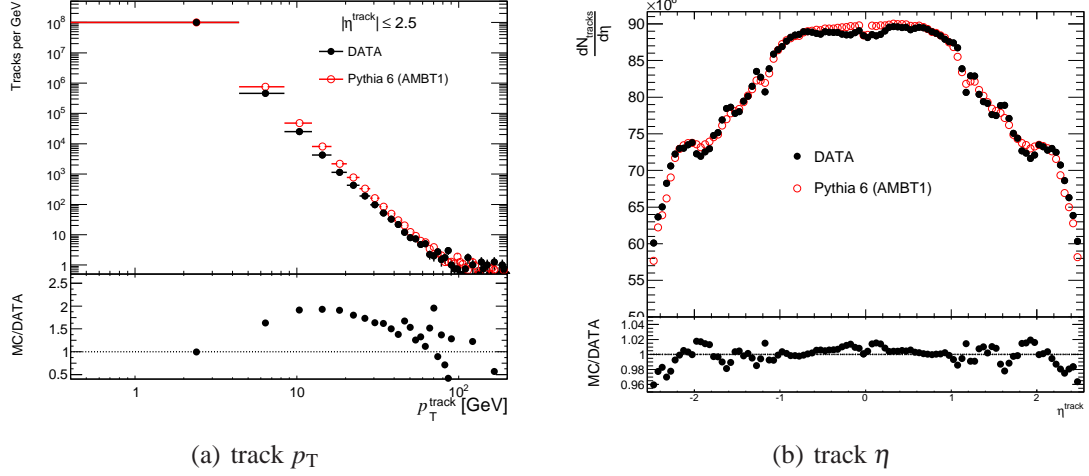 Tracks per GeV
10^8
10^7
10^6
10^5
10^4
10^3
10^2
10
1
|η^track| ≤ 2.5
DATA
Pythia 6 (AMBT1)
MC/DATA
2.5
2
1.5
1
0.5
1
10
10^2
p_T^track [GeV]
(a) track p_T
dN_tracks
dη
90
85
80
75
70
65
60
55
50
DATA
Pythia 6 (AMBT1)
MC/DATA
1.04
1.02
1
0.98
0.96
-2
-1
0
1
2
η^track
(b) track η